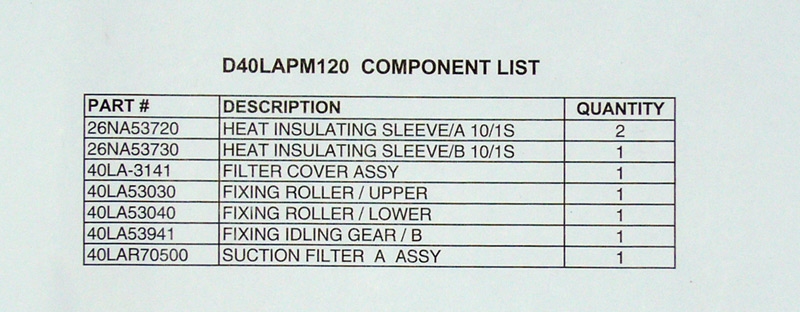 D40LAPM120 COMPONENT LIST
PART # DESCRIPTION QUANTITY
26NA53720 HEAT INSULATING SLEEVE/A 10/1S 2
26NA53730 HEAT INSULATING SLEEVE/B 10/1S 1
40LA-3141 FILTER COVER ASSY 1
40LA53030 FIXING ROLLER / UPPER 1
40LA53040 FIXING ROLLER / LOWER 1
40LA53941 FIXING IDLING GEAR / B 1
40LAR70500 SUCTION FILTER A ASSY 1